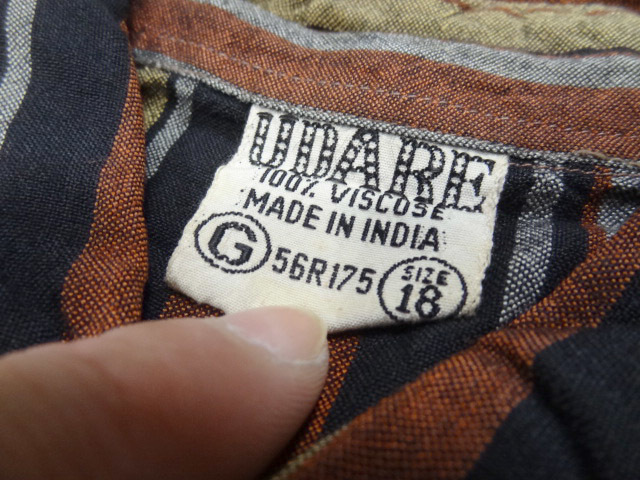 UDARE
100% VISCOSE
MADE IN INDIA
G 56R175 SIZE 18